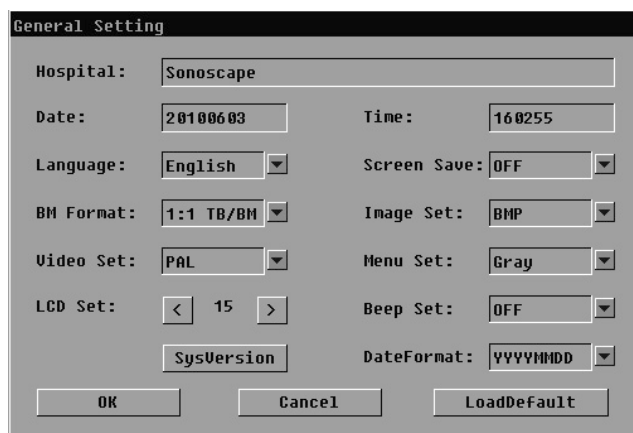 General Setting
Hospital: Sonoscape
Date: 20100603 Time: 160255
Language: English Screen Save: OFF
BM Format: 1:1 TB/BM Image Set: BMP
Video Set: PAL Menu Set: Gray
LCD Set: < 15 > Beep Set: OFF
SysVersion DateFormat: YYYYMMDD
OK Cancel LoadDefault